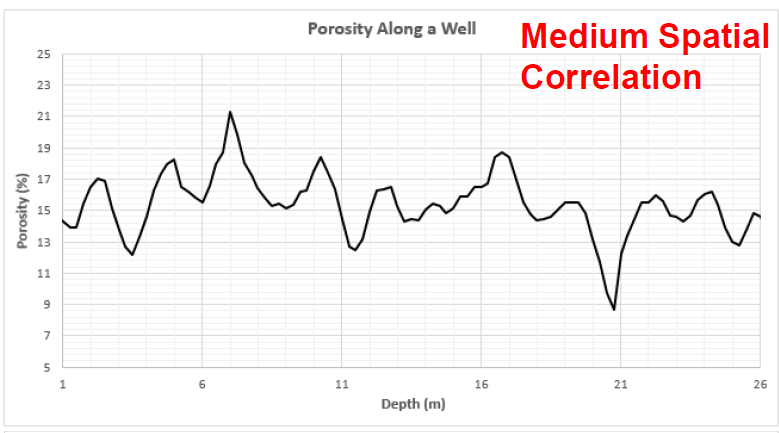 Porosity Along a Well
Medium Spatial
Correlation
25
23
21
19
17
15
13
11
9
7
5
Porosity (%)
1 6 11 16 21 26
Depth (m)